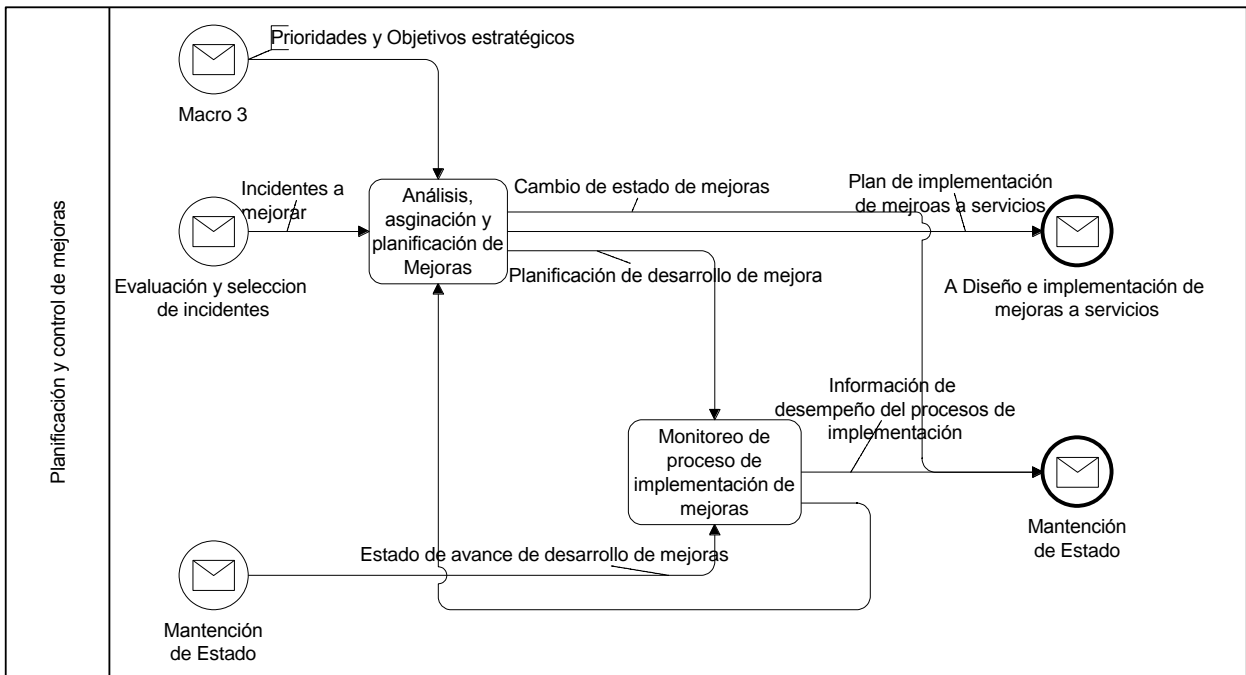 Planificación y control de mejoras
Prioridades y Objetivos estratégicos
Macro 3
Incidentes a
mejorar
Evaluación y seleccion
de incidentes
Análisis,
asginación y
planificación de
Mejoras
Cambio de estado de mejoras
Planificación de desarrollo de mejora
Plan de implementación
de mejroas a servicios
A Diseño e implementación de
mejoras a servicios
Información de
desempeño del procesos de
implementación
Monitoreo de
proceso de
implementación de
mejoras
Mantención
de Estado
Estado de avance de desarrollo de mejoras
Mantención
de Estado